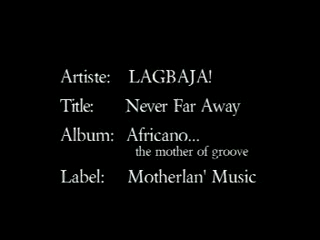 Artiste: LAGBAJA!
Title: Never Far Away
Album: Africano...
the mother of groove
Label: Motherlan' Music